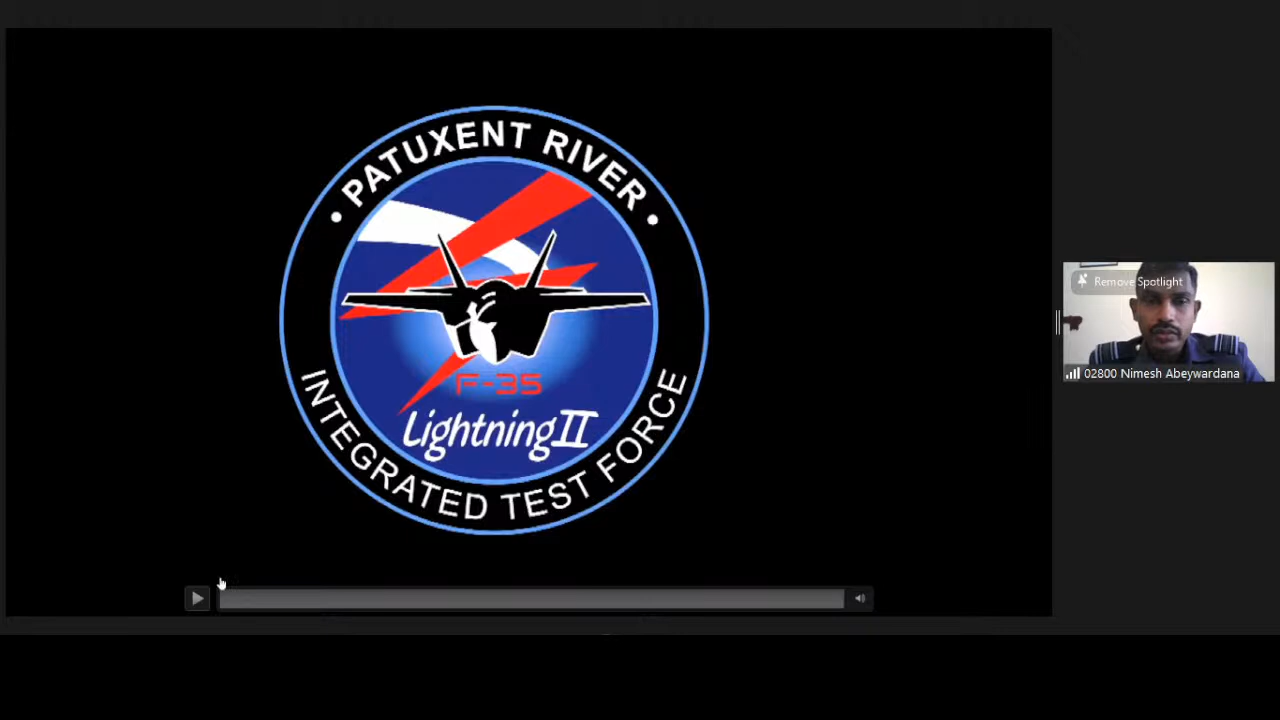 • PATUXENT RIVER •
F-35
Lightning II
INTEGRATED TEST FORCE
Remove Spotlight
02800 Nimesh Abeywardana